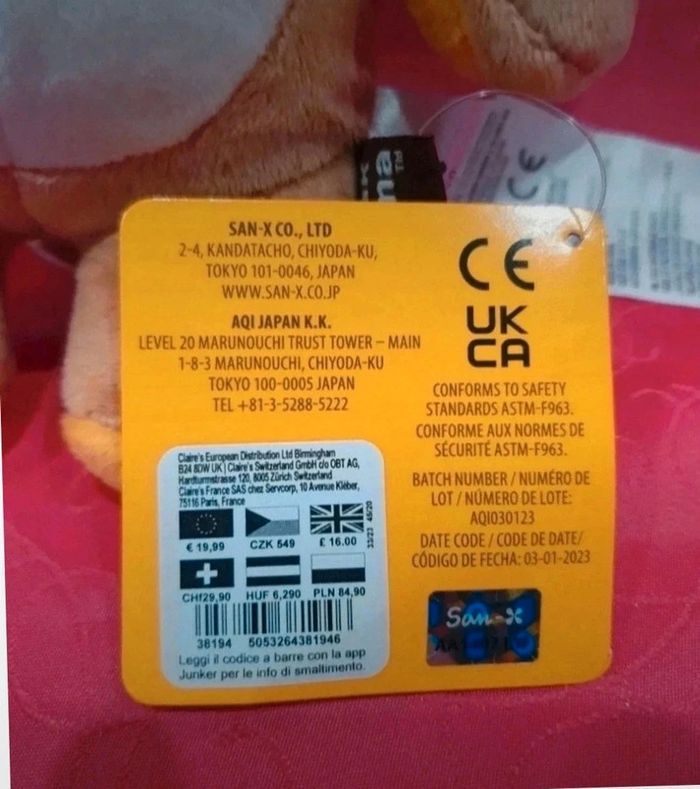 SAN-X CO., LTD
2-4, KANDATACHO, CHIYODA-KU,
TOKYO 101-0046, JAPAN
WWW.SAN-X.CO.JP
AQI JAPAN K.K.
LEVEL 20 MARUNOUCHI TRUST TOWER – MAIN
1-8-3 MARUNOUCHI, CHIYODA-KU
TOKYO 100-0005 JAPAN
TEL +81-3-5288-5222
Claire's European Distribution Ltd Birmingham
B24 8DW UK | Claire's Switzerland GmbH c/o OBT AG,
Hardturmstrasse 120, 8005 Zürich Switzerland
Claire's France SAS chez Servcorp, 10 Avenue Kléber,
75116 Paris, France
€ 19,99 CZK 549 £ 16.00
33/23 45/20
CHf29,90 HUF 6,290 PLN 84,90
38194 5053264381946
Leggi il codice a barre con la app
Junker per le info di smaltimento.
CE
UK
CA
CONFORMS TO SAFETY
STANDARDS ASTM-F963.
CONFORME AUX NORMES DE
SÉCURITÉ ASTM-F963.
BATCH NUMBER / NUMÉRO DE
LOT / NÚMERO DE LOTE:
AQI030123
DATE CODE / CODE DE DATE/
CÓDIGO DE FECHA: 03-01-2023
San-X
CE
ma™